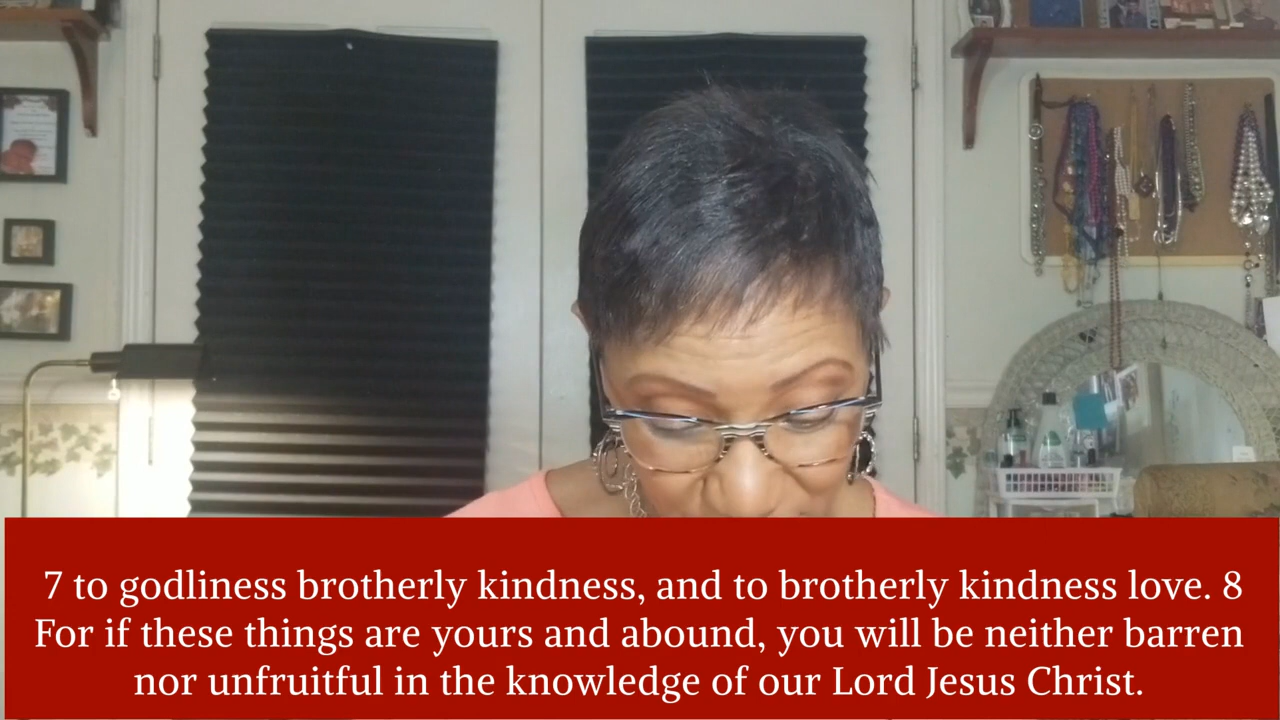 7 to godliness brotherly kindness, and to brotherly kindness love. 8
For if these things are yours and abound, you will be neither barren
nor unfruitful in the knowledge of our Lord Jesus Christ.